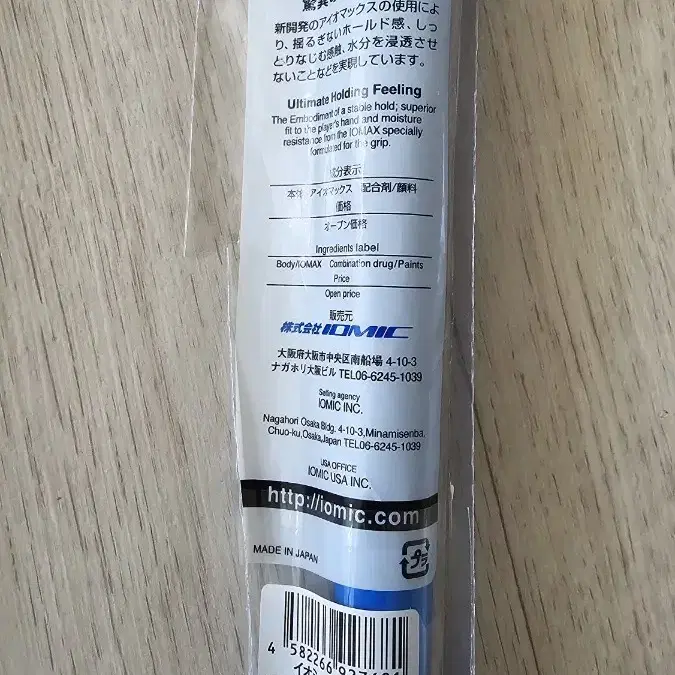 新開発のアイオマックスの使用によ
り、揺るぎないホールド感、しっ
とりなじむ感触、水分を浸透させ
ないことなどを実現しています。
Ultimate Holding Feeling
The Embodiment of a stable hold; superior
fit to the player's hand and moisture
resistance from the IOMAX specially
formulated for the grip.
成分表示
本体 アイオマックス 配合剤/顔料
価格
オープン価格
Ingredients label
Body/IOMAX Combination drug/Paints
Price
Open price
販売元
株式会社IOMIC
大阪府大阪市中央区南船場 4-10-3
ナガホリ大阪ビル TEL06-6245-1039
Selling agency
IOMIC INC.
Nagahori Osaka Bldg. 4-10-3,Minamisenba,
Chuo-ku,Osaka,Japan TEL06-6245-1039
USA OFFICE
IOMIC USA INC.
http://iomic.com
MADE IN JAPAN
プラ
4 582266